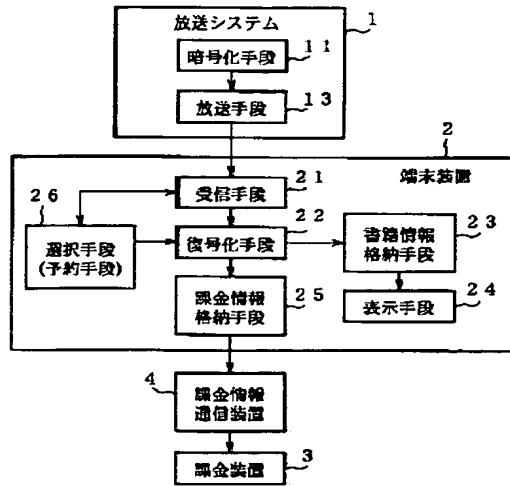 放送システム
1
暗号化手段
11
放送手段
13
2
端末装置
26
受信手段
21
選択手段
(予約手段)
復号化手段
22
書籍情報
格納手段
23
課金情報
格納手段
25
表示手段
24
4
課金情報
通信装置
課金装置
3